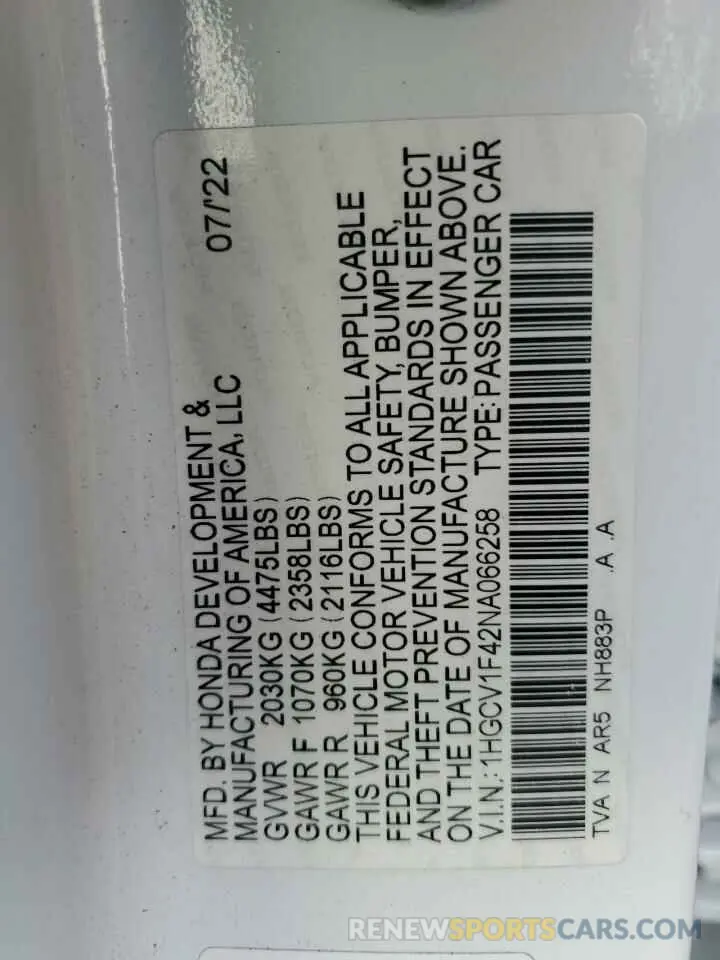 MFD. BY HONDA DEVELOPMENT & 07/'22
MANUFACTURING OF AMERICA, LLC
GVWR 2030KG (4475LBS)
GAWR F 1070KG (2358LBS)
GAWR R 960KG (2116LBS)
THIS VEHICLE CONFORMS TO ALL APPLICABLE
FEDERAL MOTOR VEHICLE SAFETY, BUMPER,
AND THEFT PREVENTION STANDARDS IN EFFECT
ON THE DATE OF MANUFACTURE SHOWN ABOVE.
V.I.N.: 1HGCV1F42NA066258 TYPE: PASSENGER CAR
TVA N AR5 NH883P .A .A
RENEWSPORTSCARS.COM